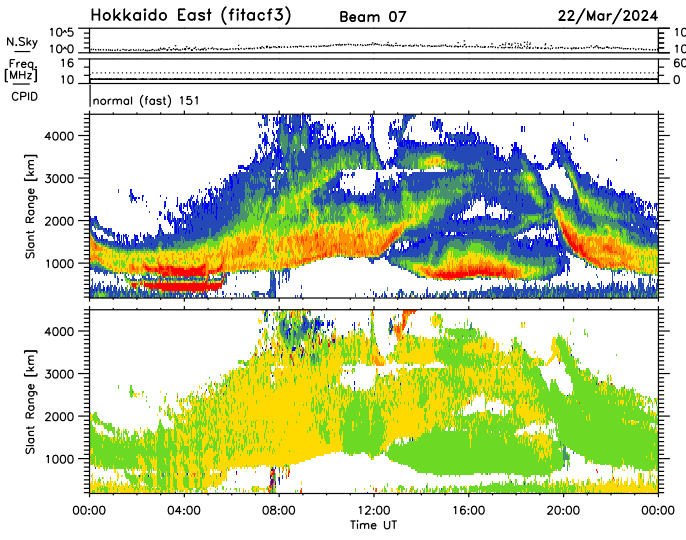 Hokkaido East (fitacf3) Beam 07 22/Mar/2024
N.Sky 10^5 10^0 10 10
Freq. [MHz] 16 10 60 0
CPID normal (fast) 151
4000
3000
2000
1000
Slant Range [km]
4000
3000
2000
1000
Slant Range [km]
00:00 04:00 08:00 12:00 16:00 20:00 00:00
Time UT